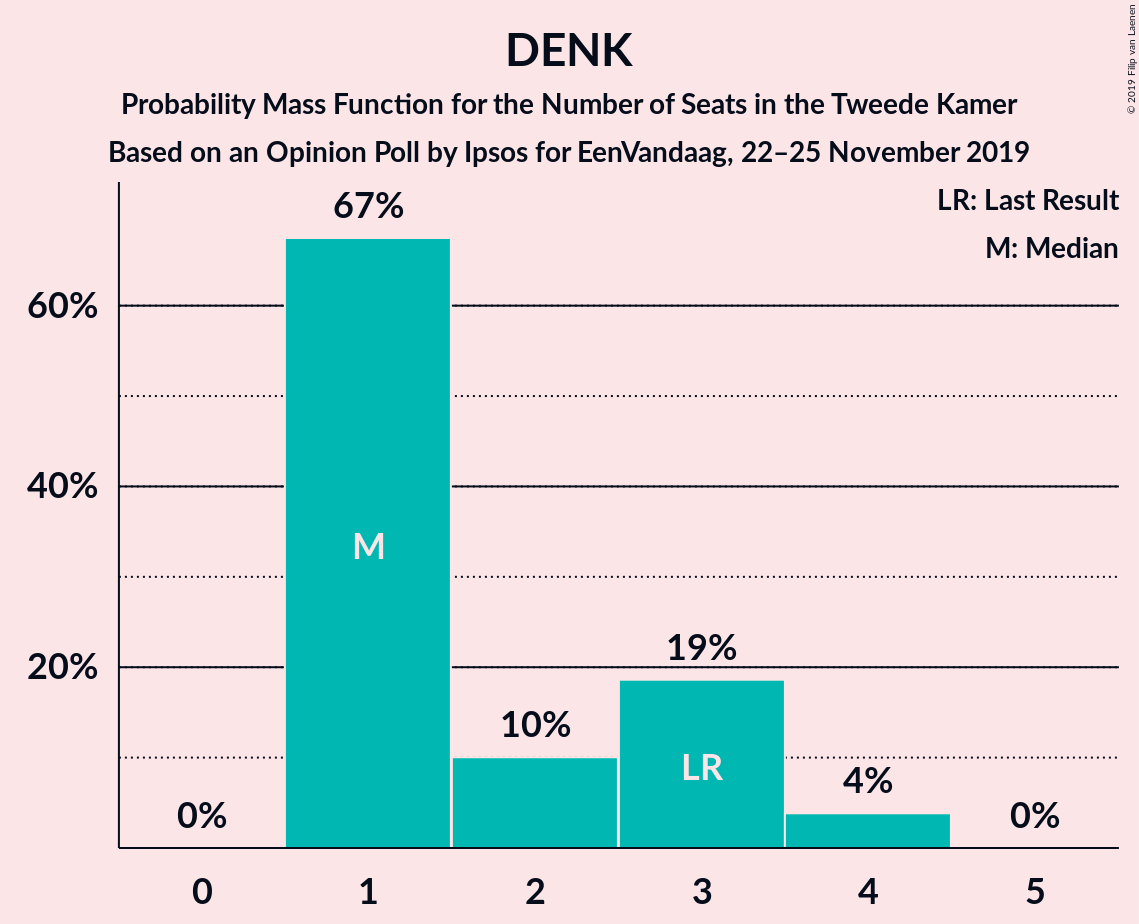 DENK
Probability Mass Function for the Number of Seats in the Tweede Kamer
Based on an Opinion Poll by Ipsos for EenVandaag, 22–25 November 2019
© 2019 Filip van Laenen
LR: Last Result
M: Median
67%
60%
40%
M
20%
19%
10%
LR
4%
0%
0%
0 1 2 3 4 5